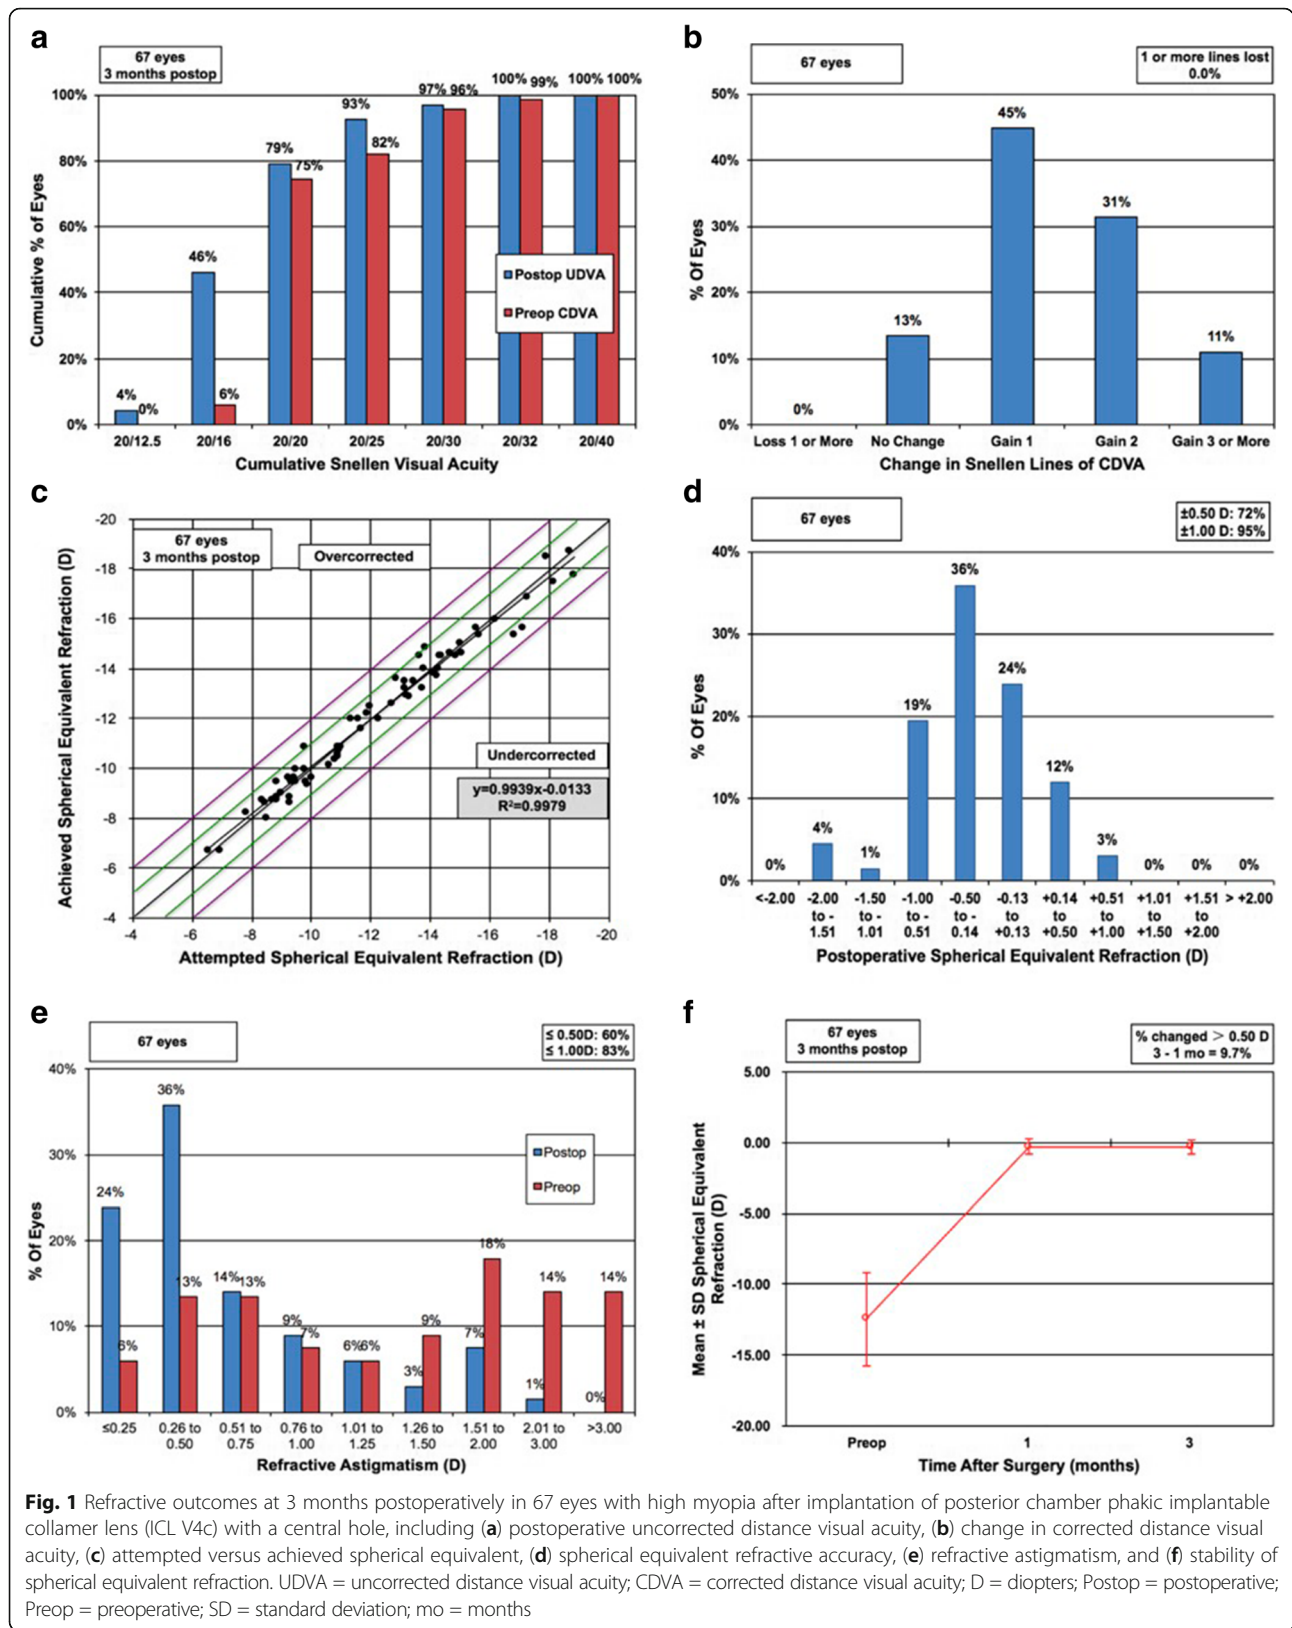 a
67 eyes
3 months postop
100%
80%
60%
40%
20%
0%
Cumulative % of Eyes
4%
0%
46%
6%
79%
75%
93%
82%
97% 96%
100% 99%
100% 100%
Postop UDVA
Preop CDVA
20/12.5 20/16 20/20 20/25 20/30 20/32 20/40
Cumulative Snellen Visual Acuity
b
67 eyes
1 or more lines lost
0.0%
50%
40%
30%
20%
10%
0%
% Of Eyes
0%
13%
45%
31%
11%
Loss 1 or More No Change Gain 1 Gain 2 Gain 3 or More
Change in Snellen Lines of CDVA
c
67 eyes
3 months postop
Overcorrected
Undercorrected
y=0.9939x-0.0133
R²=0.9979
-20
-18
-16
-14
-12
-10
-8
-6
-4
Achieved Spherical Equivalent Refraction (D)
-4 -6 -8 -10 -12 -14 -16 -18 -20
Attempted Spherical Equivalent Refraction (D)
d
67 eyes
±0.50 D: 72%
±1.00 D: 95%
40%
30%
20%
10%
0%
% Of Eyes
0%
4%
1%
19%
36%
24%
12%
3%
0%
0%
0%
<-2.00 -2.00 -1.50 -1.00 -0.50 -0.13 +0.14 +0.51 +1.01 +1.51 > +2.00
to - to - to - to - to to to to to
1.51 1.01 0.51 0.14 +0.13 +0.50 +1.00 +1.50 +2.00
Postoperative Spherical Equivalent Refraction (D)
e
67 eyes
≤ 0.50D: 60%
≤ 1.00D: 83%
40%
30%
20%
10%
0%
% Of Eyes
24%
6%
36%
13%
14%
13%
9%
7%
6%
6%
3%
9%
7%
18%
1%
14%
0%
14%
Postop
Preop
≤0.25 0.26 to 0.51 to 0.76 to 1.01 to 1.26 to 1.51 to 2.01 to >3.00
0.50 0.75 1.00 1.25 1.50 2.00 3.00
Refractive Astigmatism (D)
f
67 eyes
3 months postop
% changed > 0.50 D
3 - 1 mo = 9.7%
5.00
0.00
-5.00
-10.00
-15.00
-20.00
Mean ± SD Spherical Equivalent
Refraction (D)
Preop 1 3
Time After Surgery (months)
Fig. 1 Refractive outcomes at 3 months postoperatively in 67 eyes with high myopia after implantation of posterior chamber phakic implantable
collamer lens (ICL V4c) with a central hole, including (a) postoperative uncorrected distance visual acuity, (b) change in corrected distance visual
acuity, (c) attempted versus achieved spherical equivalent, (d) spherical equivalent refractive accuracy, (e) refractive astigmatism, and (f) stability of
spherical equivalent refraction. UDVA = uncorrected distance visual acuity; CDVA = corrected distance visual acuity; D = diopters; Postop = postoperative;
Preop = preoperative; SD = standard deviation; mo = months